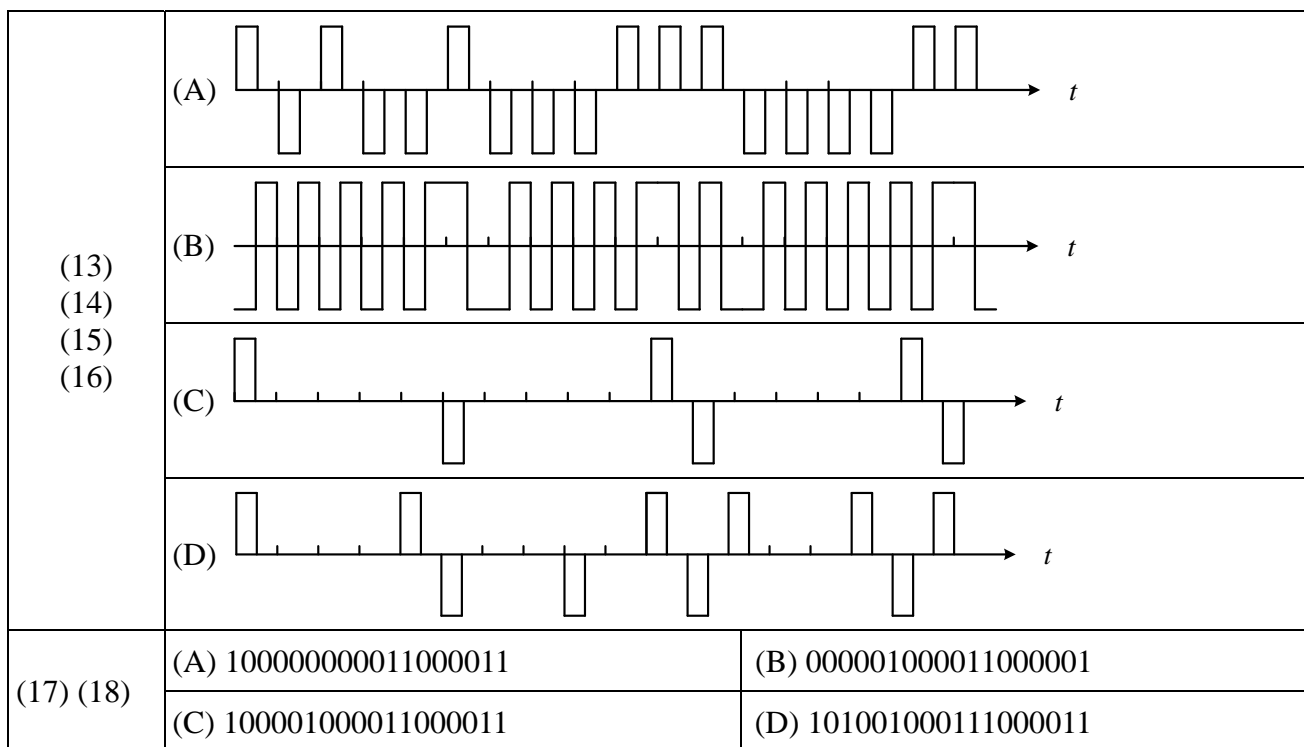 (13)
(14)
(15)
(16)
(A) t
(B) t
(C) t
(D) t
(17) (18)
(A) 100000000011000011
(B) 000001000011000001
(C) 100001000011000011
(D) 101001000111000011